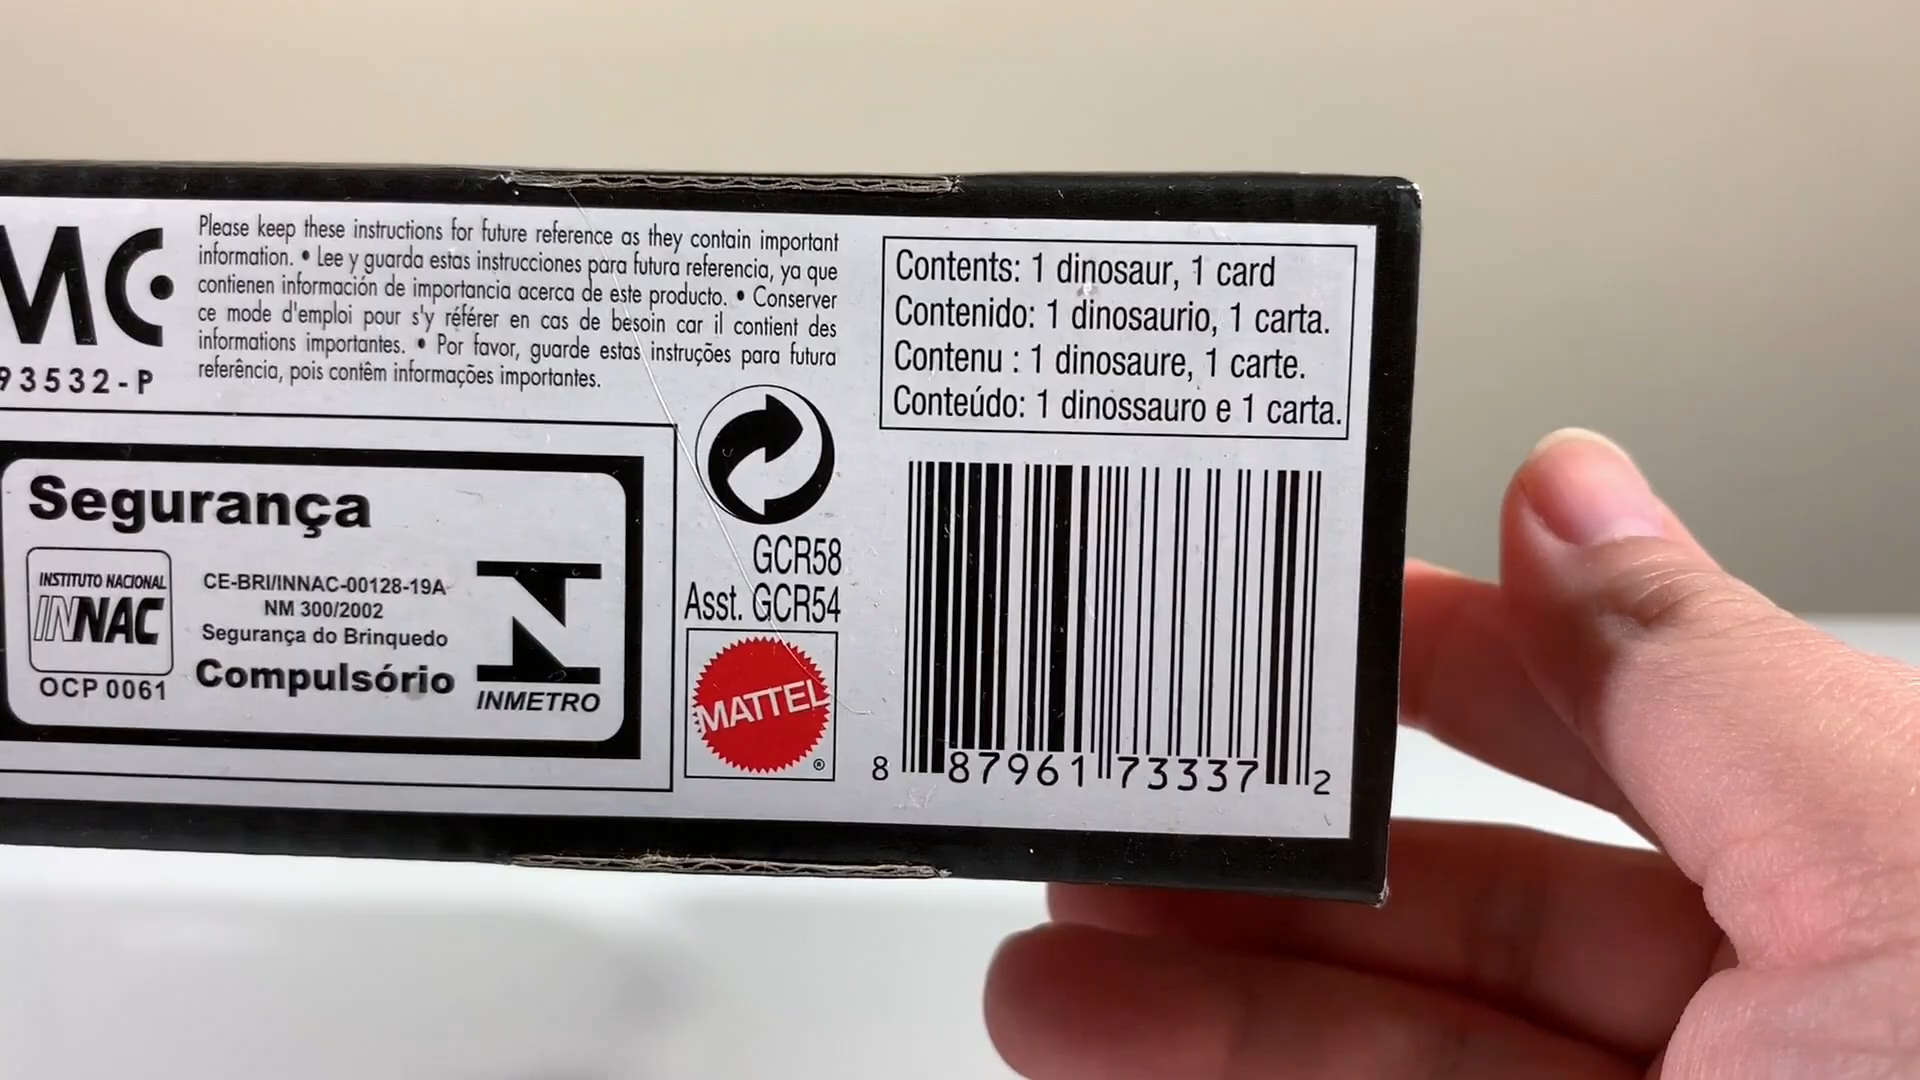 MC
93532-P
Please keep these instructions for future reference as they contain important
information. • Lee y guarda estas instrucciones para futura referencia, ya que
contienen información de importancia acerca de este producto. • Conserver
ce mode d'emploi pour s'y référer en cas de besoin car il contient des
informations importantes. • Por favor, guarde estas instruções para futura
referência, pois contêm informações importantes.
Contents: 1 dinosaur, 1 card
Contenido: 1 dinosaurio, 1 carta.
Contenu : 1 dinosaure, 1 carte.
Conteúdo: 1 dinossauro e 1 carta.
Segurança
INSTITUTO NACIONAL
INNAC
OCP 0061
CE-BRI/INNAC-00128-19A
NM 300/2002
Segurança do Brinquedo
Compulsório
INMETRO
GCR58
Asst. GCR54
MATTEL
®
8 87961 73337 2